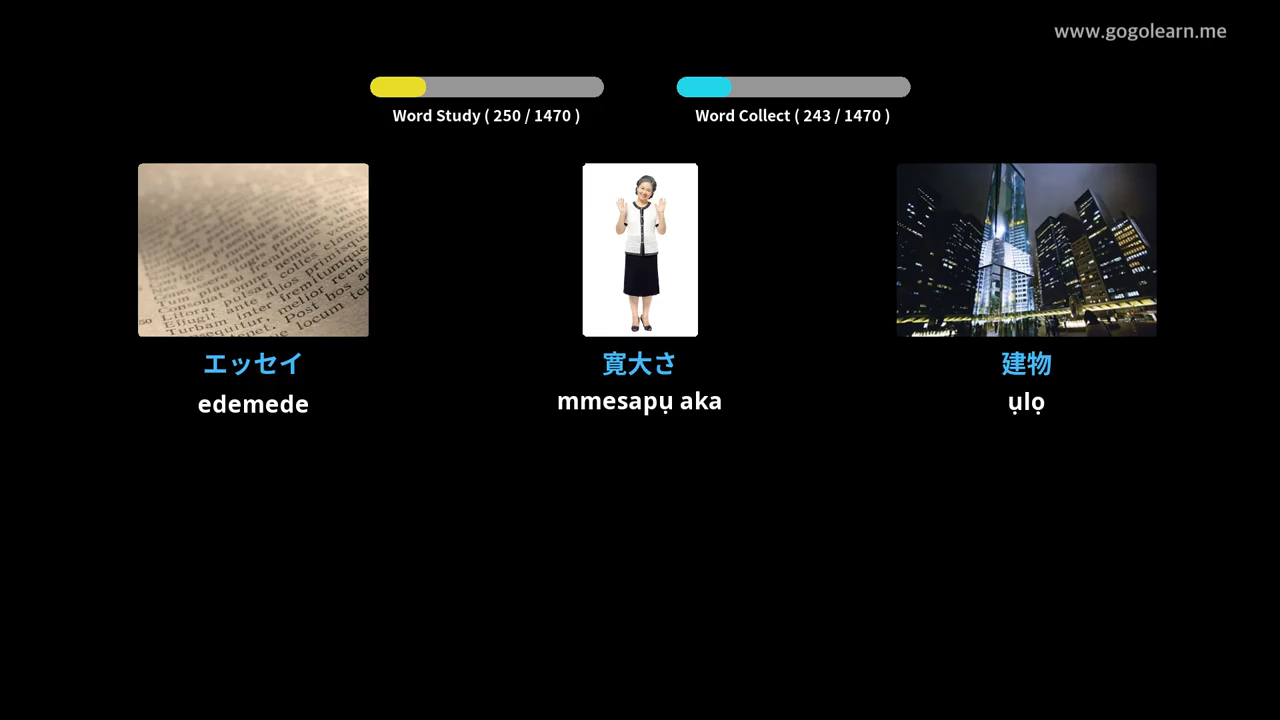 www.gogolearn.me
Word Study ( 250 / 1470 )
Word Collect ( 243 / 1470 )
エッセイ
edemede
寛大さ
mmesapụ aka
建物
ụlọ